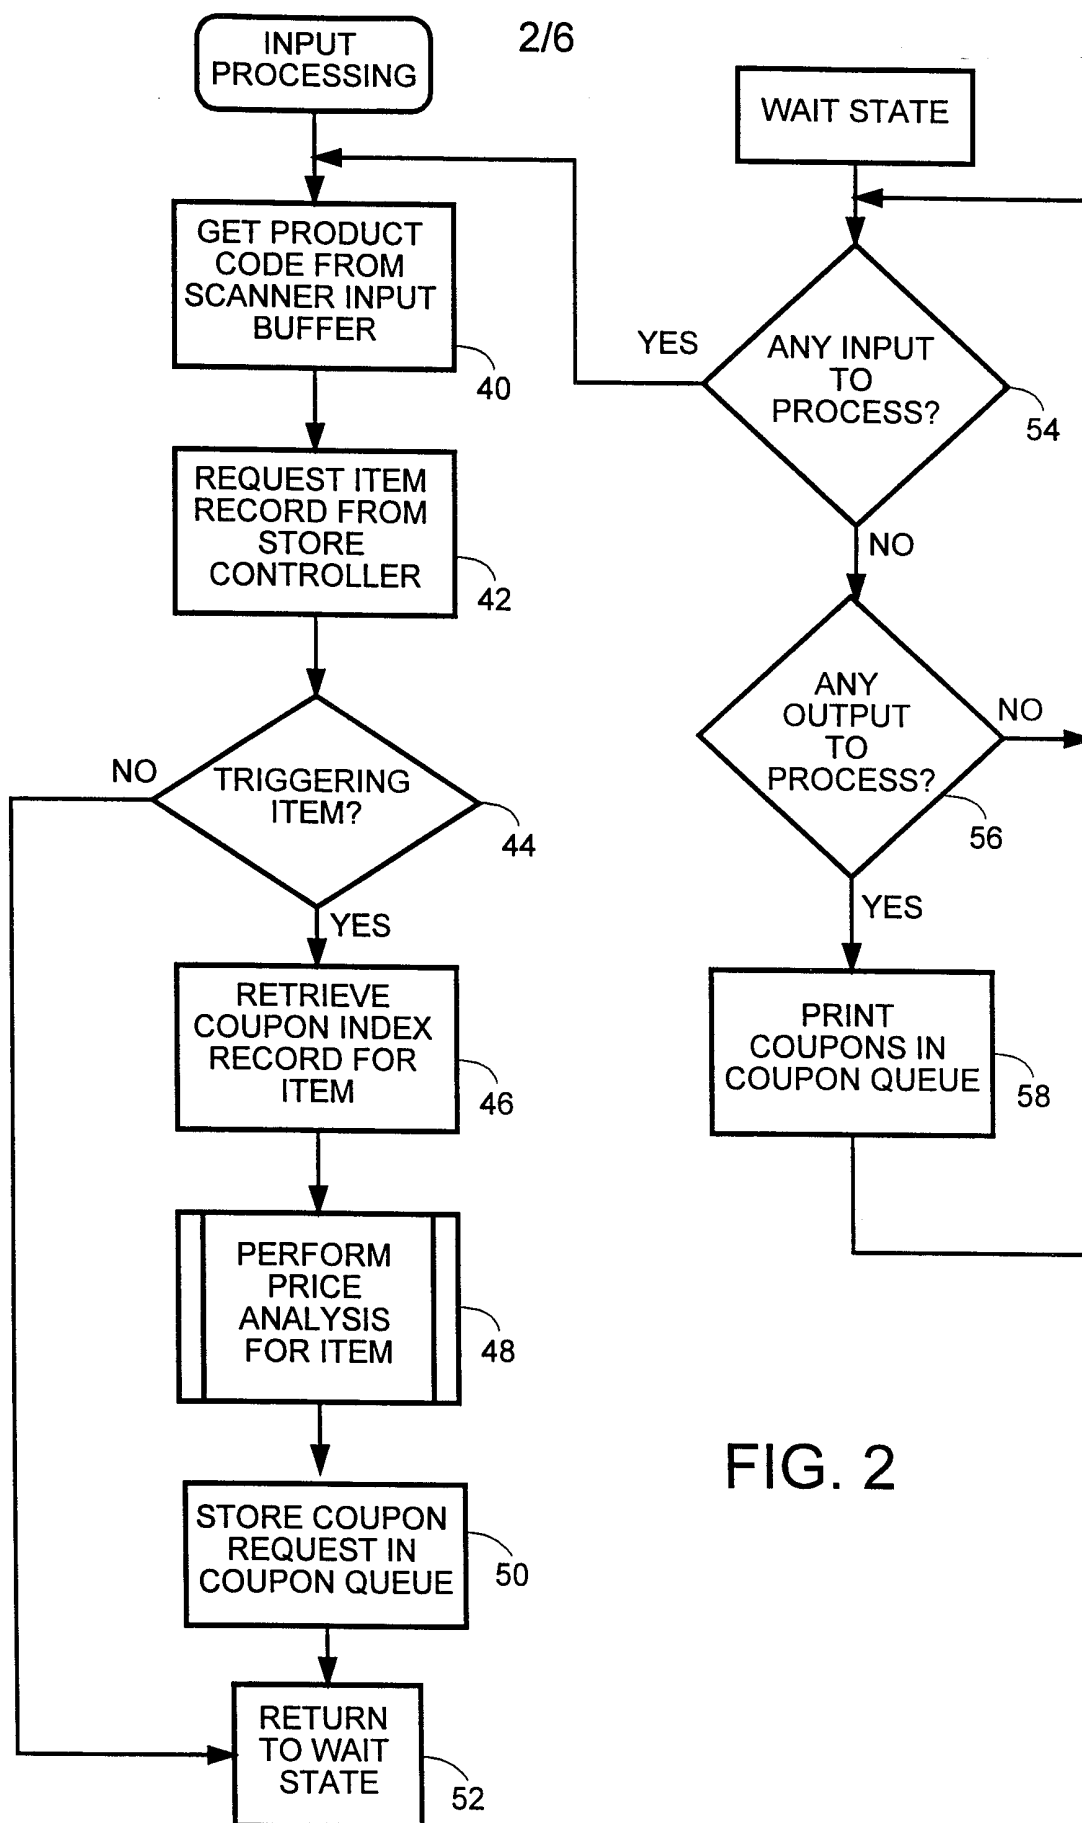 2/6
INPUT
PROCESSING
GET PRODUCT
CODE FROM
SCANNER INPUT
BUFFER
40
REQUEST ITEM
RECORD FROM
STORE
CONTROLLER
42
TRIGGERING
ITEM?
44
NO
YES
RETRIEVE
COUPON INDEX
RECORD FOR
ITEM
46
PERFORM
PRICE
ANALYSIS
FOR ITEM
48
STORE COUPON
REQUEST IN
COUPON QUEUE
50
RETURN
TO WAIT
STATE
52
WAIT STATE
ANY INPUT
TO
PROCESS?
54
YES
NO
ANY
OUTPUT
TO
PROCESS?
56
NO
YES
PRINT
COUPONS IN
COUPON QUEUE
58
FIG. 2